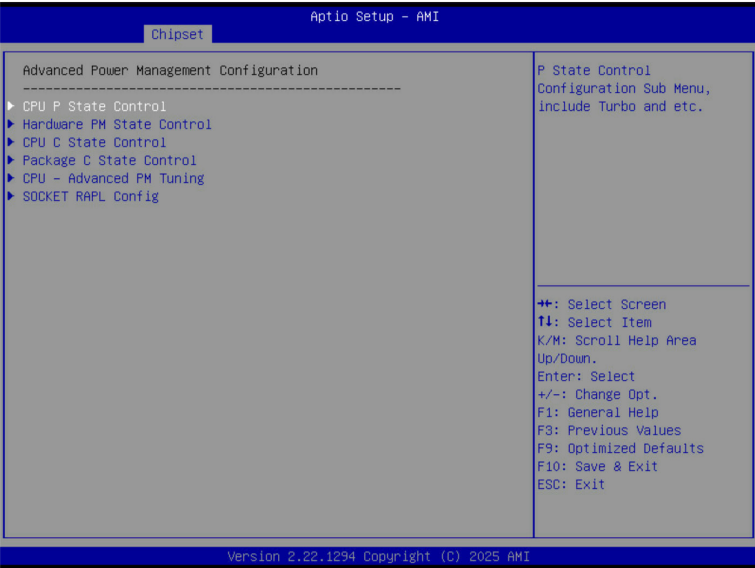 Aptio Setup – AMI
Chipset
Advanced Power Management Configuration
--------------------------------------------------
▶ CPU P State Control
▶ Hardware PM State Control
▶ CPU C State Control
▶ Package C State Control
▶ CPU – Advanced PM Tuning
▶ SOCKET RAPL Config
P State Control
Configuration Sub Menu,
include Turbo and etc.
→←: Select Screen
↑↓: Select Item
K/M: Scroll Help Area
Up/Down.
Enter: Select
+/-: Change Opt.
F1: General Help
F3: Previous Values
F9: Optimized Defaults
F10: Save & Exit
ESC: Exit
Version 2.22.1294 Copyright (C) 2025 AMI